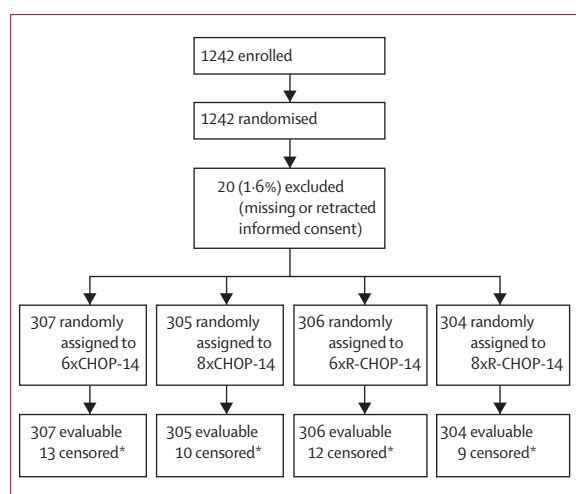 1242 enrolled
1242 randomised
20 (1·6%) excluded
(missing or retracted
informed consent)
307 randomly
assigned to
6xCHOP-14
305 randomly
assigned to
8xCHOP-14
306 randomly
assigned to
6xR-CHOP-14
304 randomly
assigned to
8xR-CHOP-14
307 evaluable
13 censored*
305 evaluable
10 censored*
306 evaluable
12 censored*
304 evaluable
9 censored*